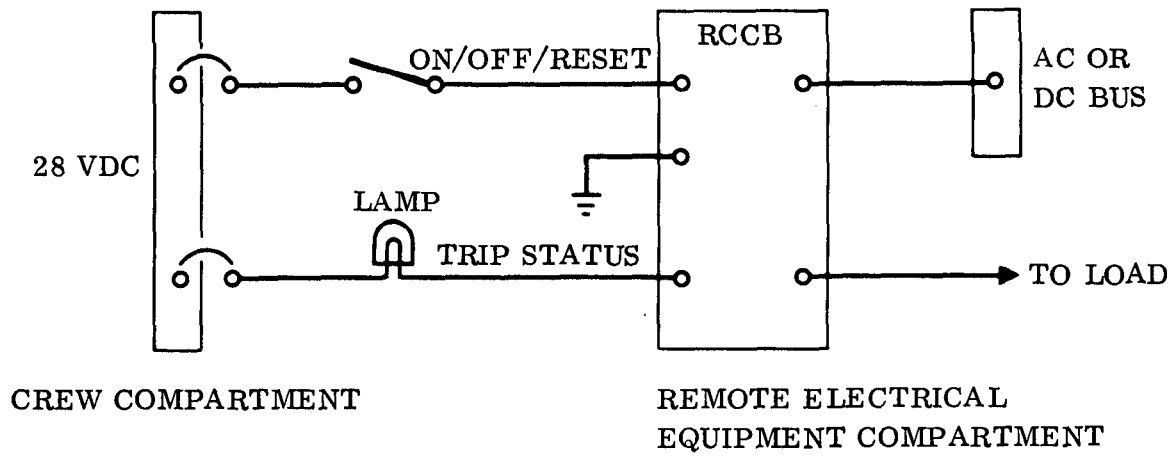 RCCB
ON/OFF/RESET
AC OR
DC BUS
28 VDC
LAMP
TRIP STATUS
TO LOAD
CREW COMPARTMENT
REMOTE ELECTRICAL
EQUIPMENT COMPARTMENT